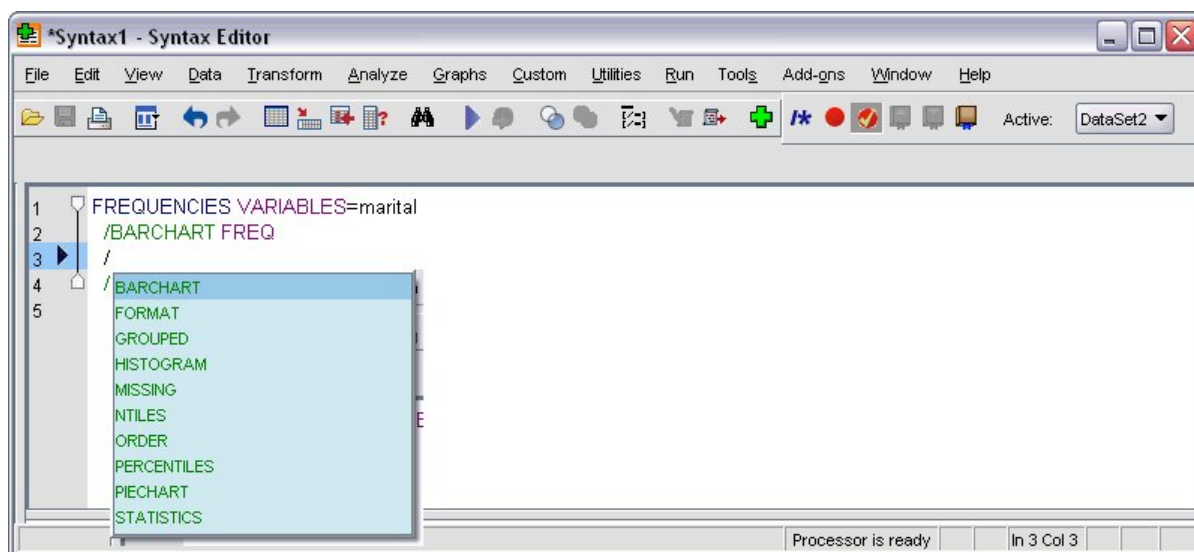 *Syntax1 - Syntax Editor
File Edit View Data Transform Analyze Graphs Custom Utilities Run Tools Add-ons Window Help
Active: DataSet2
1 FREQUENCIES VARIABLES=marital
2 /BARCHART FREQ
3 /
4 /
5
BARCHART
FORMAT
GROUPED
HISTOGRAM
MISSING
NTILES
ORDER
PERCENTILES
PIECHART
STATISTICS
Processor is ready In 3 Col 3